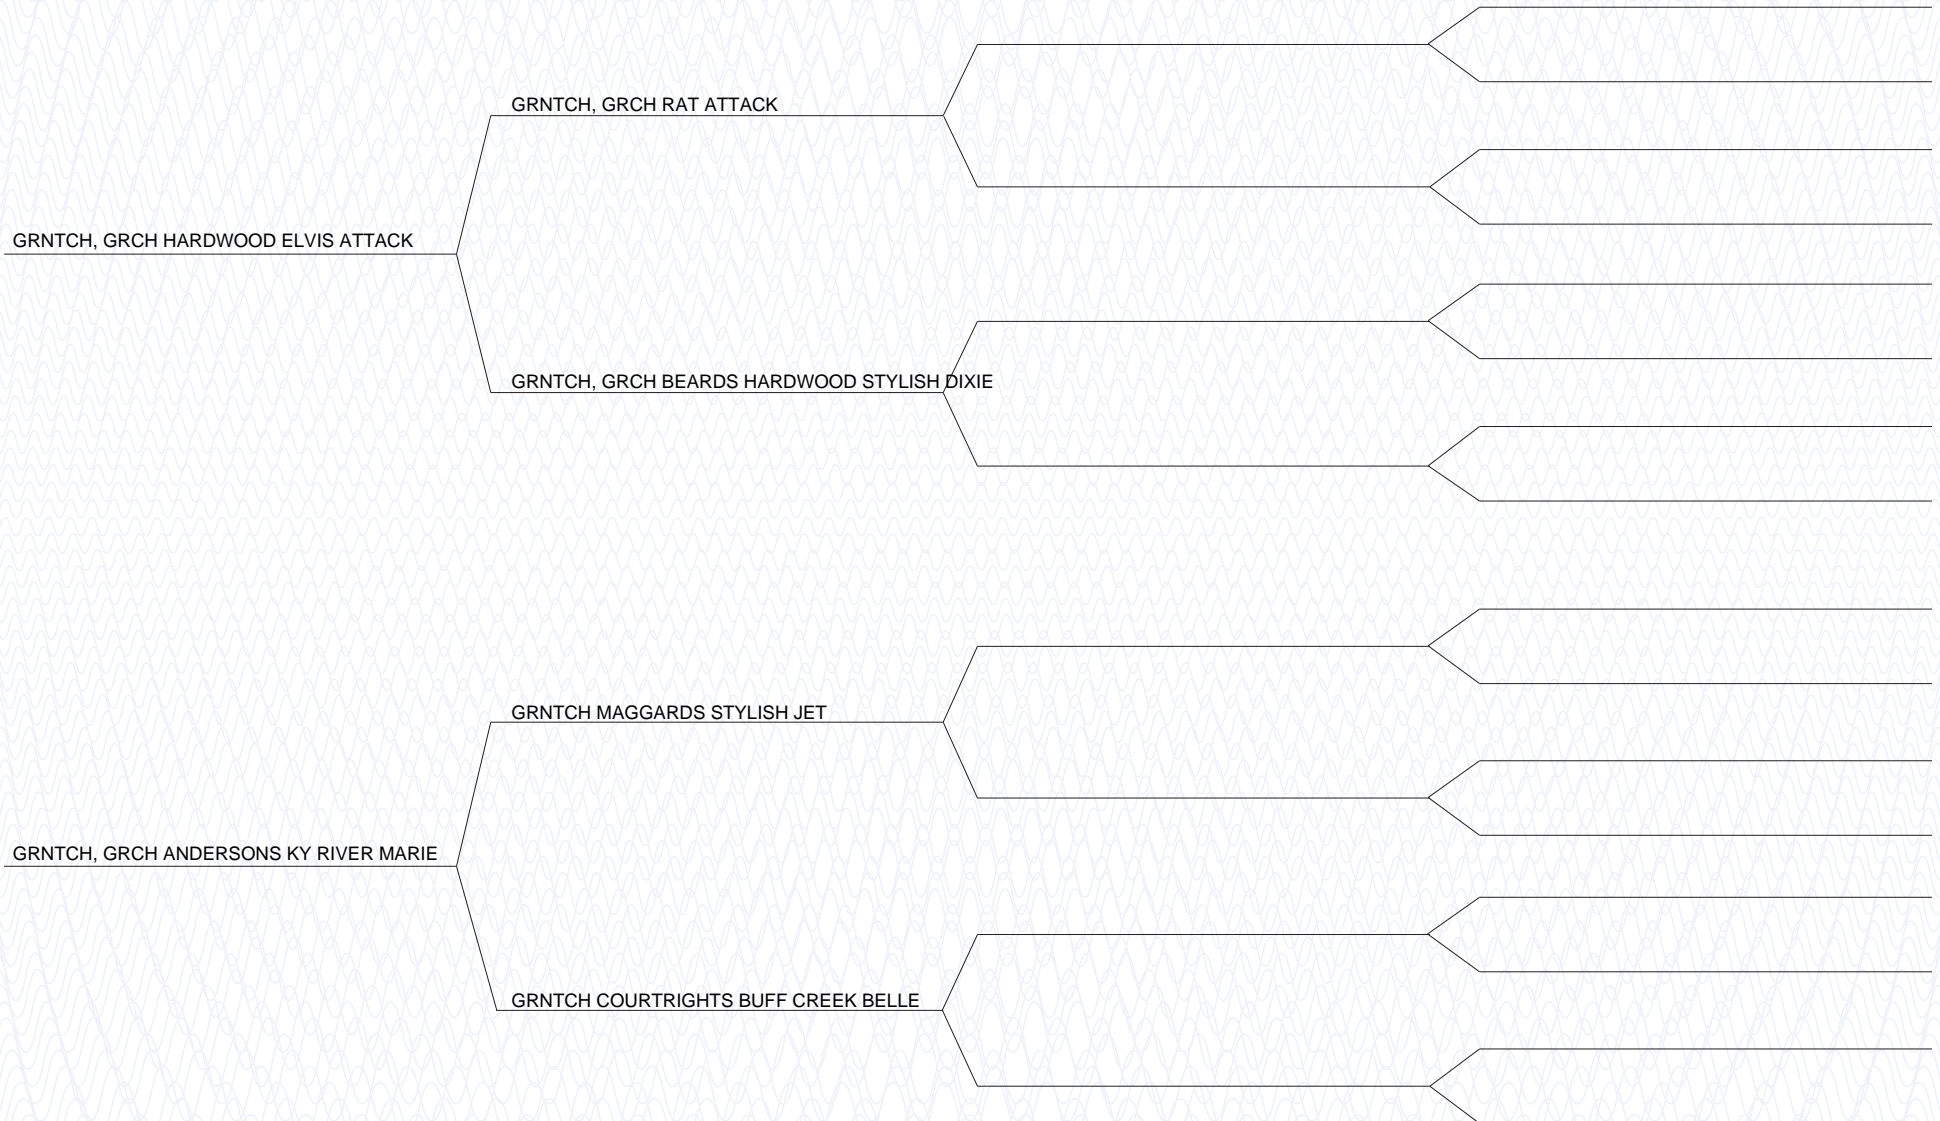 GRNTCH, GRCH RAT ATTACK
GRNTCH, GRCH HARDWOOD ELVIS ATTACK
GRNTCH, GRCH BEARDS HARDWOOD STYLISH DIXIE
GRNTCH MAGGARDS STYLISH JET
GRNTCH, GRCH ANDERSONS KY RIVER MARIE
GRNTCH COURTRIGHTS BUFF CREEK BELLE